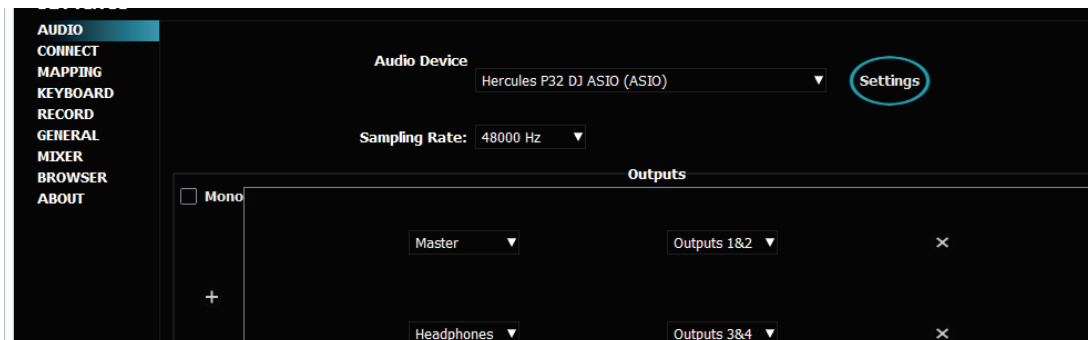 AUDIO
CONNECT
MAPPING
KEYBOARD
RECORD
GENERAL
MIXER
BROWSER
ABOUT
Audio Device
Hercules P32 DJ ASIO (ASIO) ▼
Settings
Sampling Rate: 48000 Hz ▼
Outputs
Mono
Master ▼ Outputs 1&2 ▼ ×
+
Headphones ▼ Outputs 3&4 ▼ ×